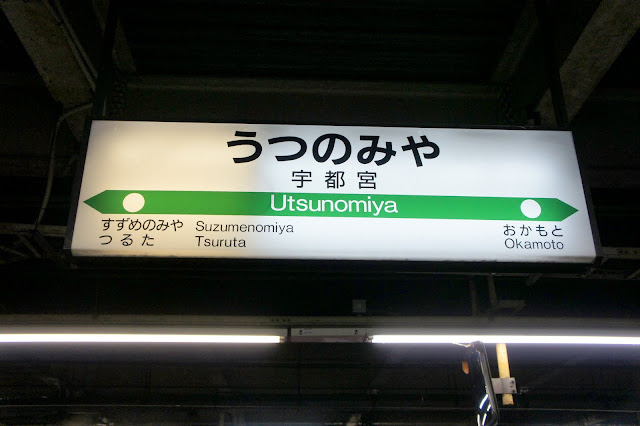 うつのみや
宇都宮
Utsunomiya
すずめのみや Suzumenomiya
つるた Tsuruta
おかもと
Okamoto